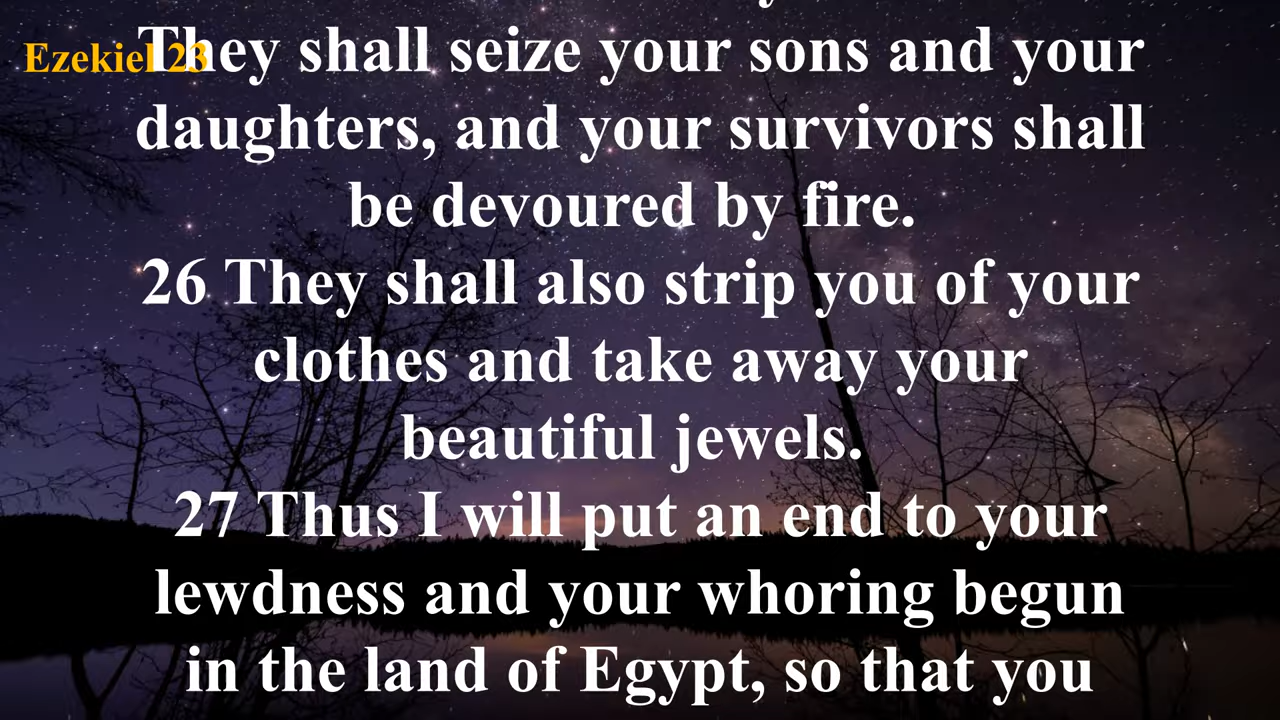 Ezekiel 23
They shall seize your sons and your
daughters, and your survivors shall
be devoured by fire.
26 They shall also strip you of your
clothes and take away your
beautiful jewels.
27 Thus I will put an end to your
lewdness and your whoring begun
in the land of Egypt, so that you